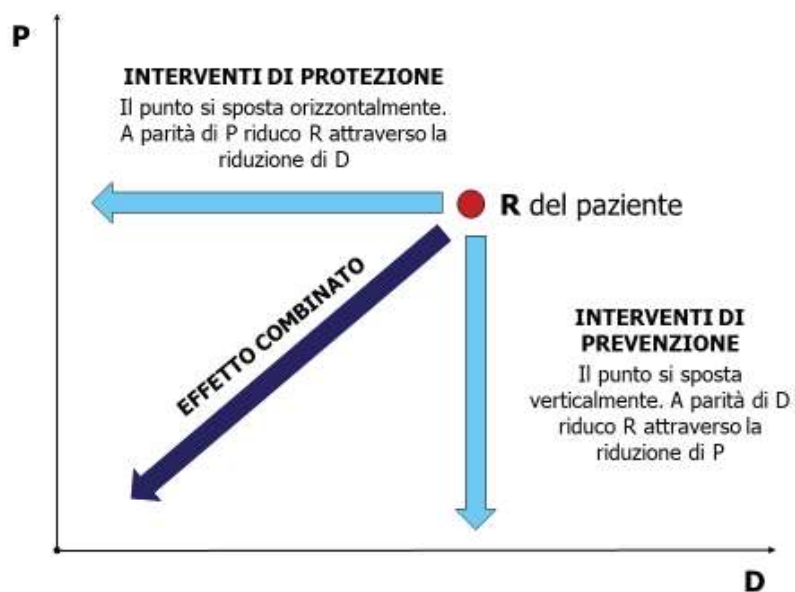 P
INTERVENTI DI PROTEZIONE
Il punto si sposta orizzontalmente.
A parità di P riduco R attraverso la
riduzione di D
R del paziente
EFFETTO COMBINATO
INTERVENTI DI
PREVENZIONE
Il punto si sposta
verticalmente. A parità di D
riduco R attraverso la
riduzione di P
D